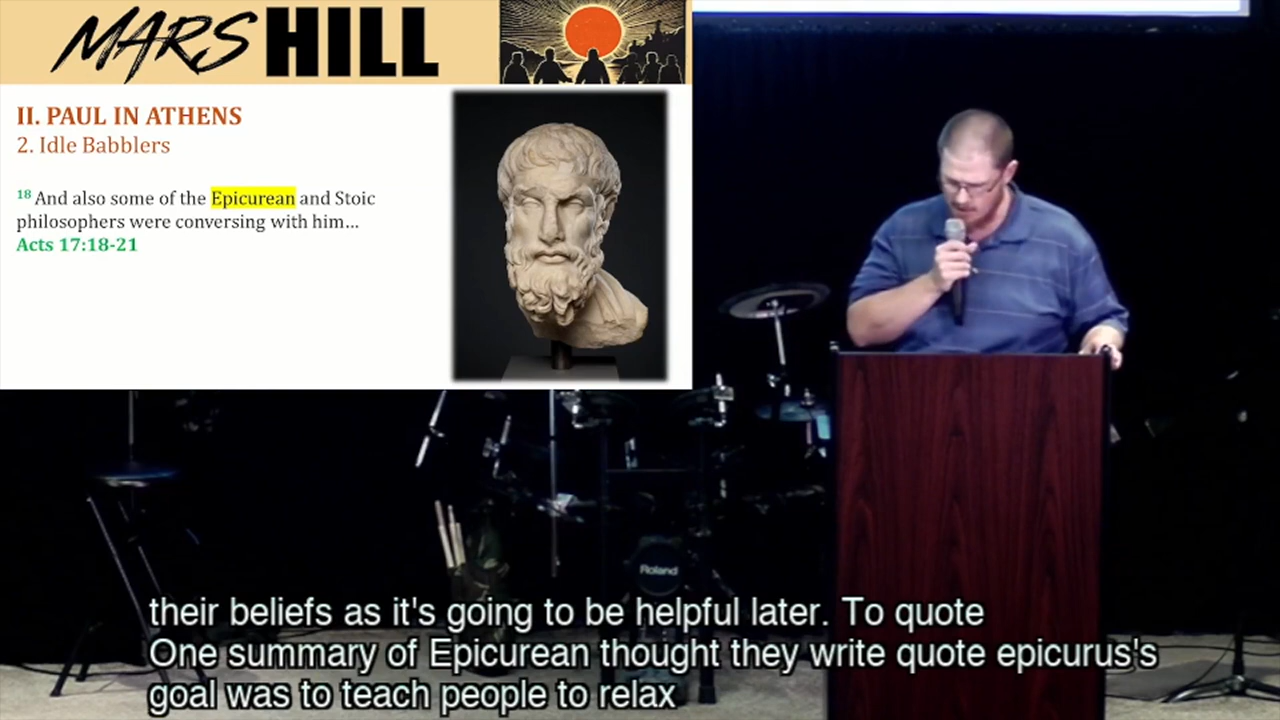 MARS HILL
II. PAUL IN ATHENS
2. Idle Babblers
18 And also some of the Epicurean and Stoic
philosophers were conversing with him...
Acts 17:18-21
Roland
their beliefs as it's going to be helpful later. To quote
One summary of Epicurean thought they write quote epicurus's
goal was to teach people to relax